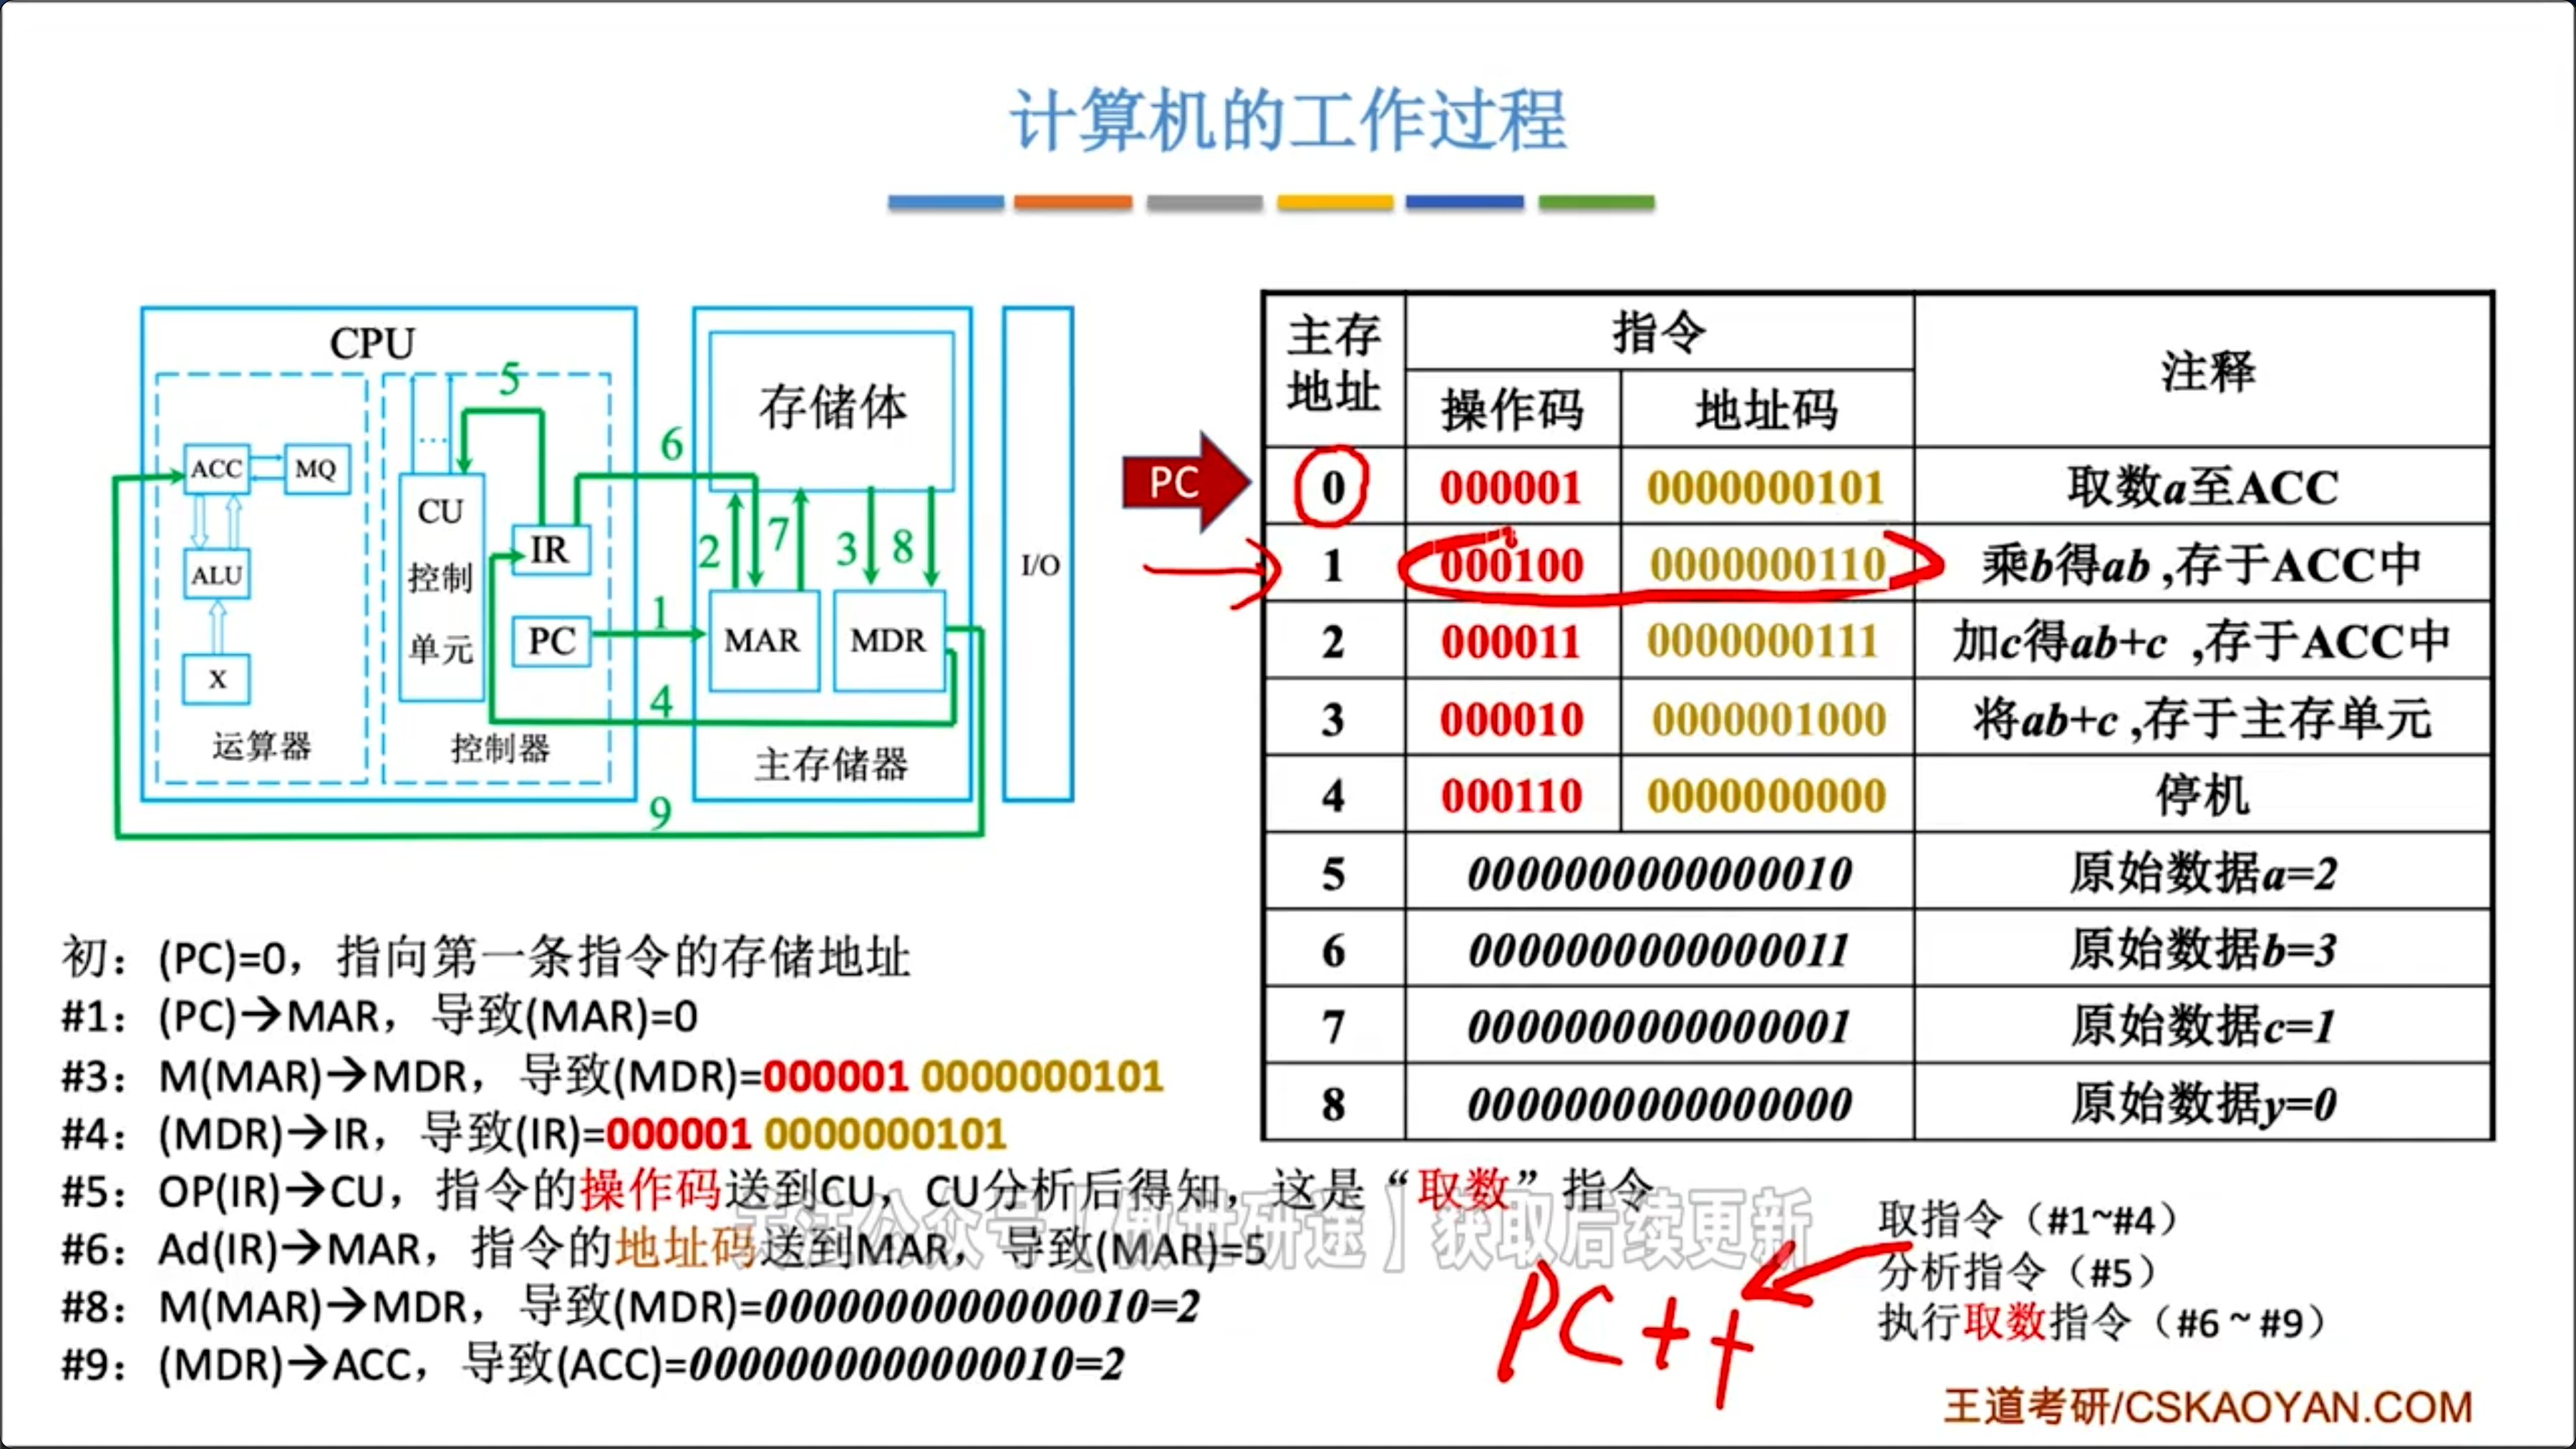 计算机的工作过程
CPU
5
ACC
MQ
ALU
X
运算器
CU
控制
单元
...
IR
PC
控制器
6
1
4
9
存储体
2
7
3
8
MAR
MDR
主存储器
I/O
PC
主存地址 指令 注释
操作码 地址码
0 000001 0000000101 取数a至ACC
1 000100 0000000110 乘b得ab ,存于ACC中
2 000011 0000000111 加c得ab+c ,存于ACC中
3 000010 0000001000 将ab+c ,存于主存单元
4 000110 0000000000 停机
5 0000000000000010 原始数据a=2
6 0000000000000011 原始数据b=3
7 0000000000000001 原始数据c=1
8 0000000000000000 原始数据y=0
初：(PC)=0，指向第一条指令的存储地址
#1：(PC)→MAR，导致(MAR)=0
#3：M(MAR)→MDR，导致(MDR)=000001 0000000101
#4：(MDR)→IR，导致(IR)=000001 0000000101
#5：OP(IR)→CU，指令的操作码送到CU，CU分析后得知，这是“取数”指令
#6：Ad(IR)→MAR，指令的地址码送到MAR，导致(MAR)=5
#8：M(MAR)→MDR，导致(MDR)=0000000000000010=2
#9：(MDR)→ACC，导致(ACC)=0000000000000010=2
关注公众号【傲世研途】获取后续更新
PC++
取指令（#1~#4）
分析指令（#5）
执行取数指令（#6~#9）
王道考研/CSKAOYAN.COM